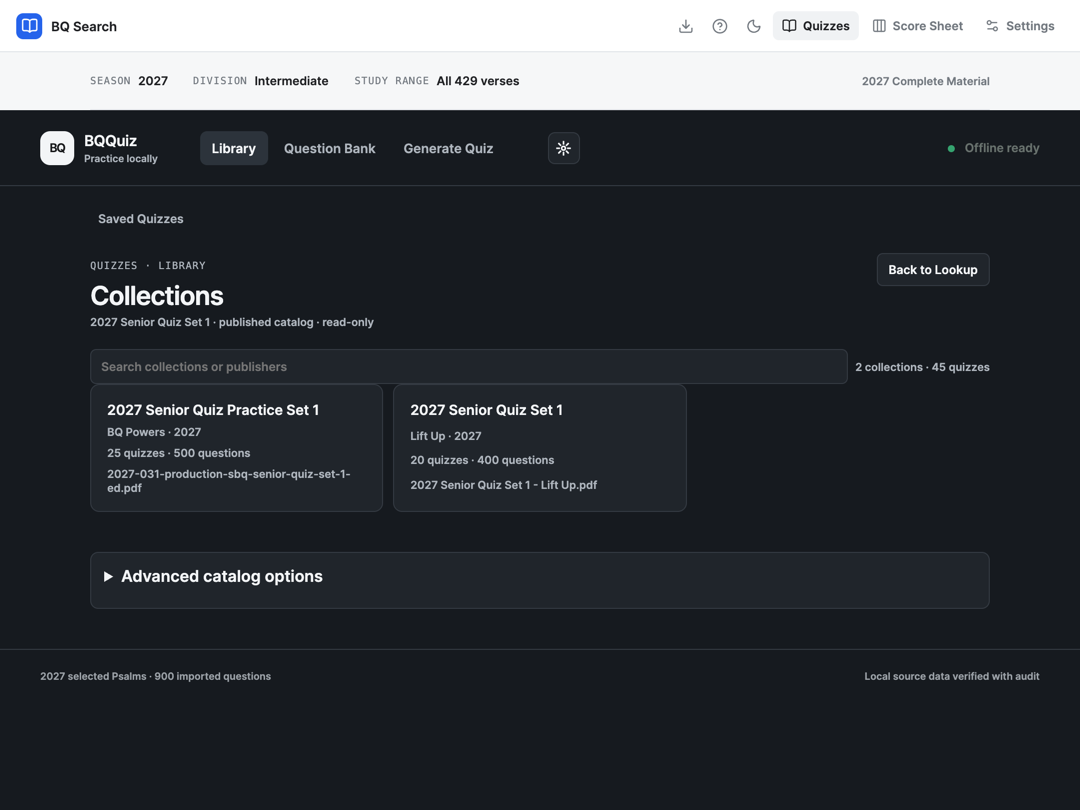 BQ Search
Quizzes
Score Sheet
Settings
SEASON 2027
DIVISION Intermediate
STUDY RANGE All 429 verses
2027 Complete Material
BQ
BQQuiz
Practice locally
Library
Question Bank
Generate Quiz
Offline ready
Saved Quizzes
QUIZZES · LIBRARY
Back to Lookup
Collections
2027 Senior Quiz Set 1 · published catalog · read-only
Search collections or publishers
2 collections · 45 quizzes
2027 Senior Quiz Practice Set 1
BQ Powers · 2027
25 quizzes · 500 questions
2027-031-production-sbq-senior-quiz-set-1-
ed.pdf
2027 Senior Quiz Set 1
Lift Up · 2027
20 quizzes · 400 questions
2027 Senior Quiz Set 1 - Lift Up.pdf
Advanced catalog options
2027 selected Psalms · 900 imported questions
Local source data verified with audit